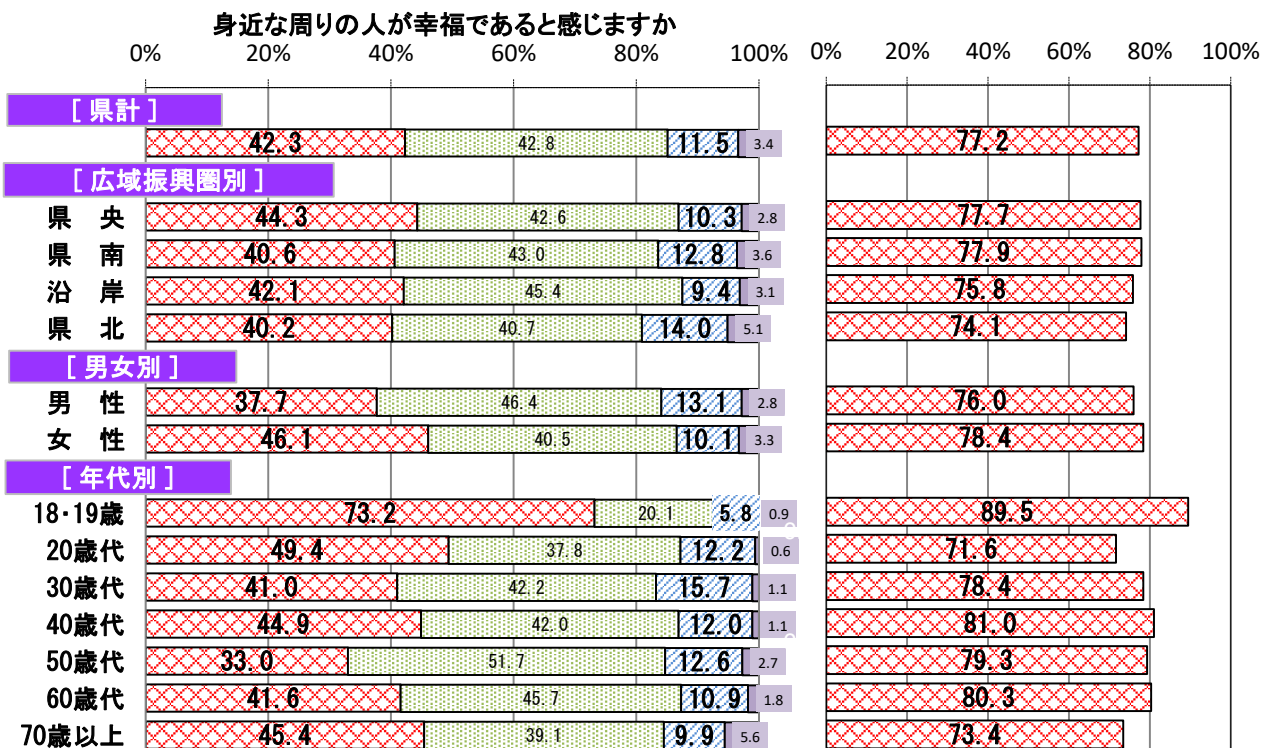 身近な周りの人が幸福であると感じますか
0% 20% 40% 60% 80% 100% 0% 20% 40% 60% 80% 100%
[ 県計 ]
42.3 42.8 11.5 3.4 77.2
[ 広域振興圏別 ]
県 央 44.3 42.6 10.3 2.8 77.7
県 南 40.6 43.0 12.8 3.6 77.9
沿 岸 42.1 45.4 9.4 3.1 75.8
県 北 40.2 40.7 14.0 5.1 74.1
[ 男女別 ]
男 性 37.7 46.4 13.1 2.8 76.0
女 性 46.1 40.5 10.1 3.3 78.4
[ 年代別 ]
18・19歳 73.2 20.1 5.8 0.9 89.5
20歳代 49.4 37.8 12.2 0.6 71.6
30歳代 41.0 42.2 15.7 1.1 78.4
40歳代 44.9 42.0 12.0 1.1 81.0
50歳代 33.0 51.7 12.6 2.7 79.3
60歳代 41.6 45.7 10.9 1.8 80.3
70歳以上 45.4 39.1 9.9 5.6 73.4